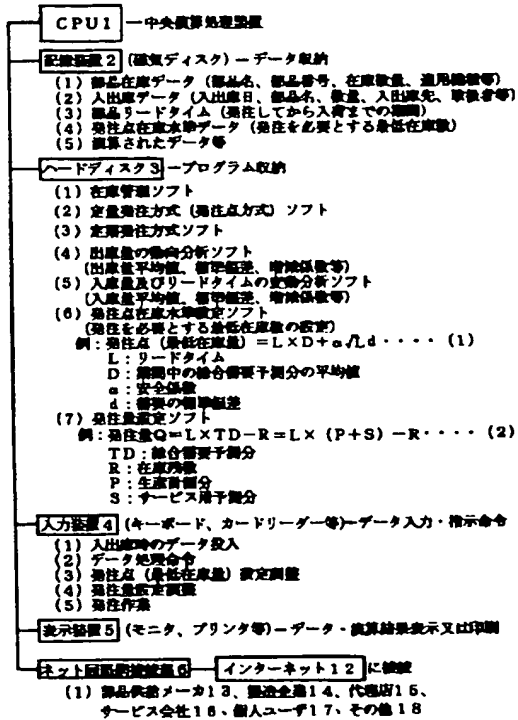 CPU1 ―中央演算処理装置
記憶装置2 (磁気ディスク) ―データ収納
(1) 部品在庫データ (部品名、部品番号、在庫数量、適用機種等)
(2) 入出庫データ (入出庫日、部品名、数量、入出庫先、取扱者等)
(3) 部品リードタイム (発注してから入荷までの期間)
(4) 発注点在庫水準データ (発注を必要とする最低在庫数)
(5) 演算されたデータ等
ハードディスク3 ―プログラム収納
(1) 在庫管理ソフト
(2) 定量発注方式 (発注点方式) ソフト
(3) 定期発注方式ソフト
(4) 出庫量の動向分析ソフト
(出庫量平均値、標準偏差、増減係数等)
(5) 入庫量及びリードタイムの変動分析ソフト
(入庫量平均値、標準偏差、増減係数等)
(6) 発注点在庫水準設定ソフト
(発注を必要とする最低在庫数の設定)
例:発注点 (最低在庫量) =L×D+α√Ld・・・・ (1)
L:リードタイム
D:期間中の総合需要予測分の平均値
α:安全係数
d:需要の標準偏差
(7) 発注量設定ソフト
例:発注量Q=L×TD-R=L× (P+S) -R・・・・ (2)
TD:総合需要予測分
R:在庫残数
P:生産計画分
S:サービス用予測分
入力装置4 (キーボード、カードリーダー等)―データ入力・指示命令
(1) 入出庫時のデータ投入
(2) データ処理命令
(3) 発注点 (最低在庫量) 設定調整
(4) 発注量設定調整
(5) 発注作業
表示装置5 (モニタ、プリンタ等) ―データ・演算結果表示又は印刷
ネット回路網接続器6 ― インターネット12 に接続
(1) 部品供給メーカ13、製造企業14、代理店15、
サービス会社16、個人ユーザ17、その他18